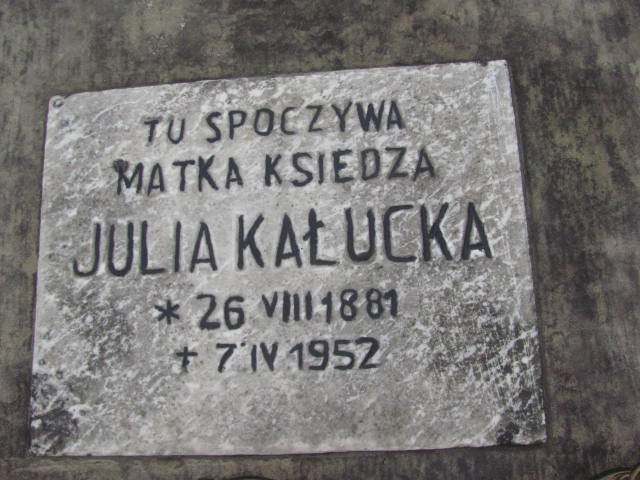 TU SPOCZYWA
MATKA KSIEDZA
JULIA KAŁUCKA
* 26 VIII 1881
+ 7 IV 1952